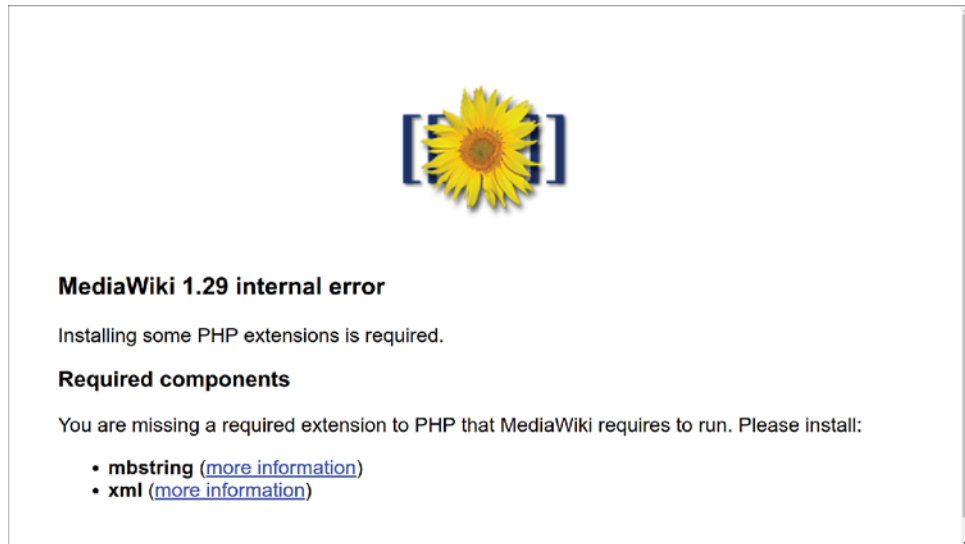 MediaWiki 1.29 internal error
Installing some PHP extensions is required.
Required components
You are missing a required extension to PHP that MediaWiki requires to run. Please install:
• mbstring (more information)
• xml (more information)